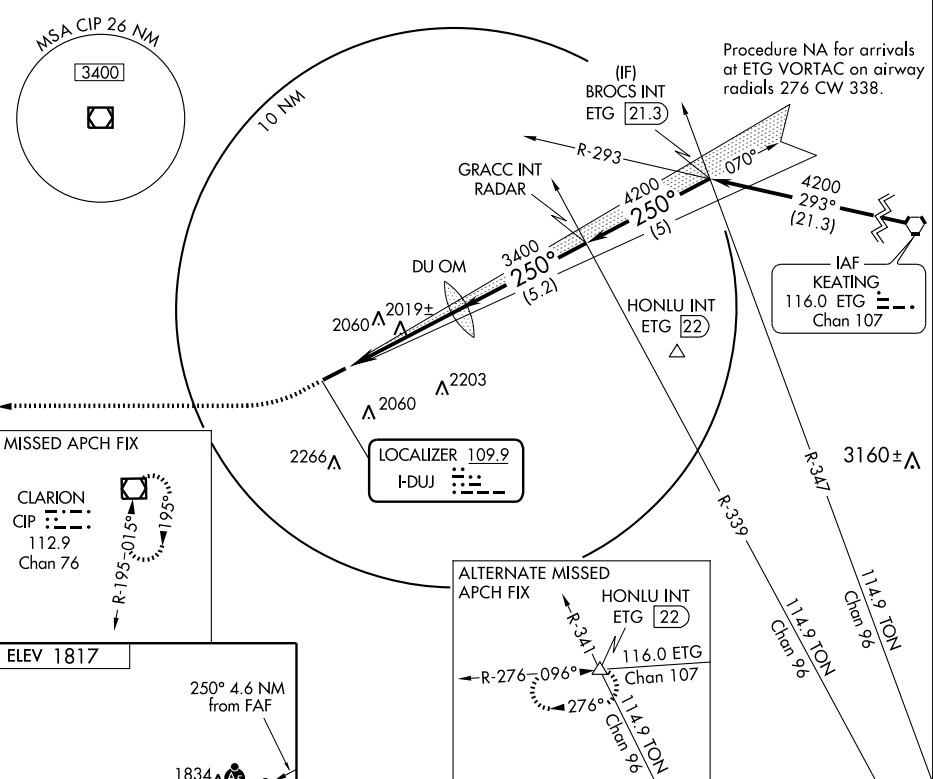 MSA CIP 26 NM
3400
10 NM
Procedure NA for arrivals
at ETG VORTAC on airway
radials 276 CW 338.
(IF)
BROCS INT
ETG 21.3
R-293
070°
GRACC INT
RADAR
4200
250°
(5)
4200
293°
(21.3)
3400
250°
(5.2)
IAF
KEATING
116.0 ETG
Chan 107
DU OM
2019±
2060
HONLU INT
ETG 22
2203
2060
2266
LOCALIZER 109.9
I-DUJ
3160±
R-347
R-339
114.9 TON
Chan 96
114.9 TON
Chan 96
MISSED APCH FIX
CLARION
CIP
112.9
Chan 76
R-195
015°
195°
ALTERNATE MISSED
APCH FIX
HONLU INT
ETG 22
R-341
116.0 ETG
Chan 107
R-276
096°
276°
114.9 TON
Chan 96
ELEV 1817
250° 4.6 NM
from FAF
1834